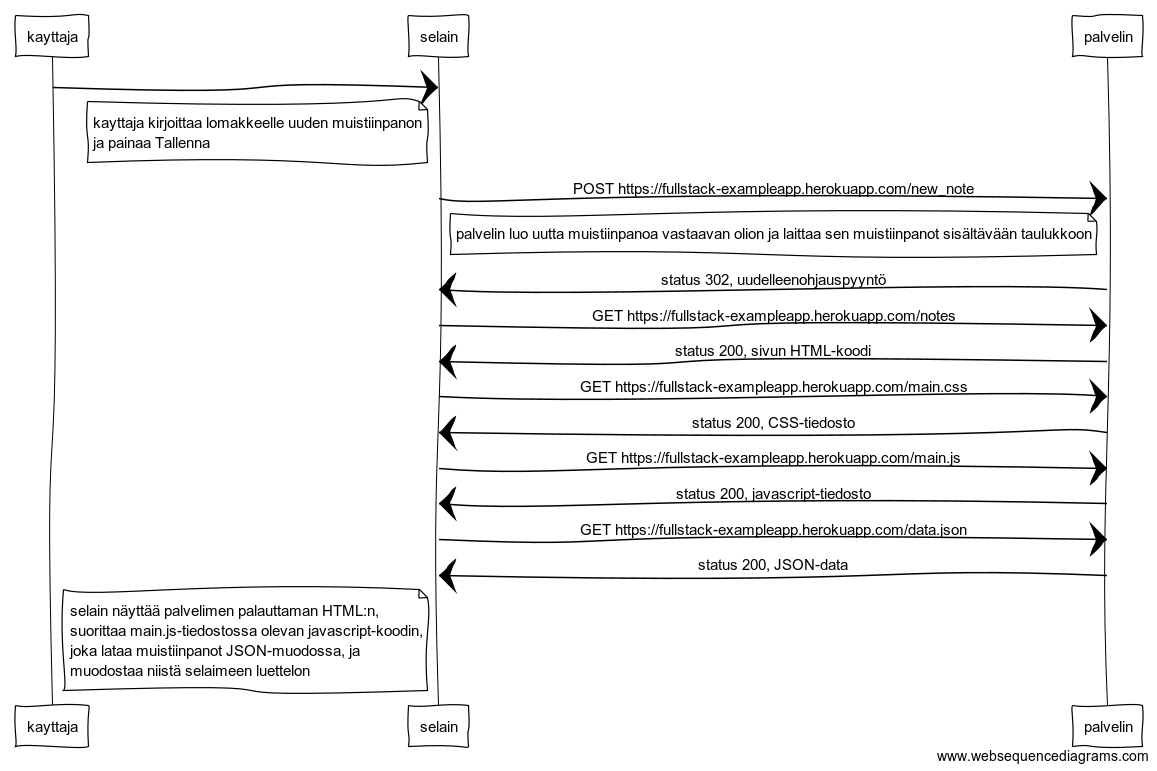 kayttaja
selain
palvelin
kayttaja kirjoittaa lomakkeelle uuden muistiinpanon
ja painaa Tallenna
POST https://fullstack-exampleapp.herokuapp.com/new_note
palvelin luo uutta muistiinpanoa vastaavan olion ja laittaa sen muistiinpanot sisältävään taulukkoon
status 302, uudelleenohjauspyyntö
GET https://fullstack-exampleapp.herokuapp.com/notes
status 200, sivun HTML-koodi
GET https://fullstack-exampleapp.herokuapp.com/main.css
status 200, CSS-tiedosto
GET https://fullstack-exampleapp.herokuapp.com/main.js
status 200, javascript-tiedosto
GET https://fullstack-exampleapp.herokuapp.com/data.json
status 200, JSON-data
selain näyttää palvelimen palauttaman HTML:n,
suorittaa main.js-tiedostossa olevan javascript-koodin,
joka lataa muistiinpanot JSON-muodossa, ja
muodostaa niistä selaimeen luettelon
kayttaja
selain
palvelin
www.websequencediagrams.com